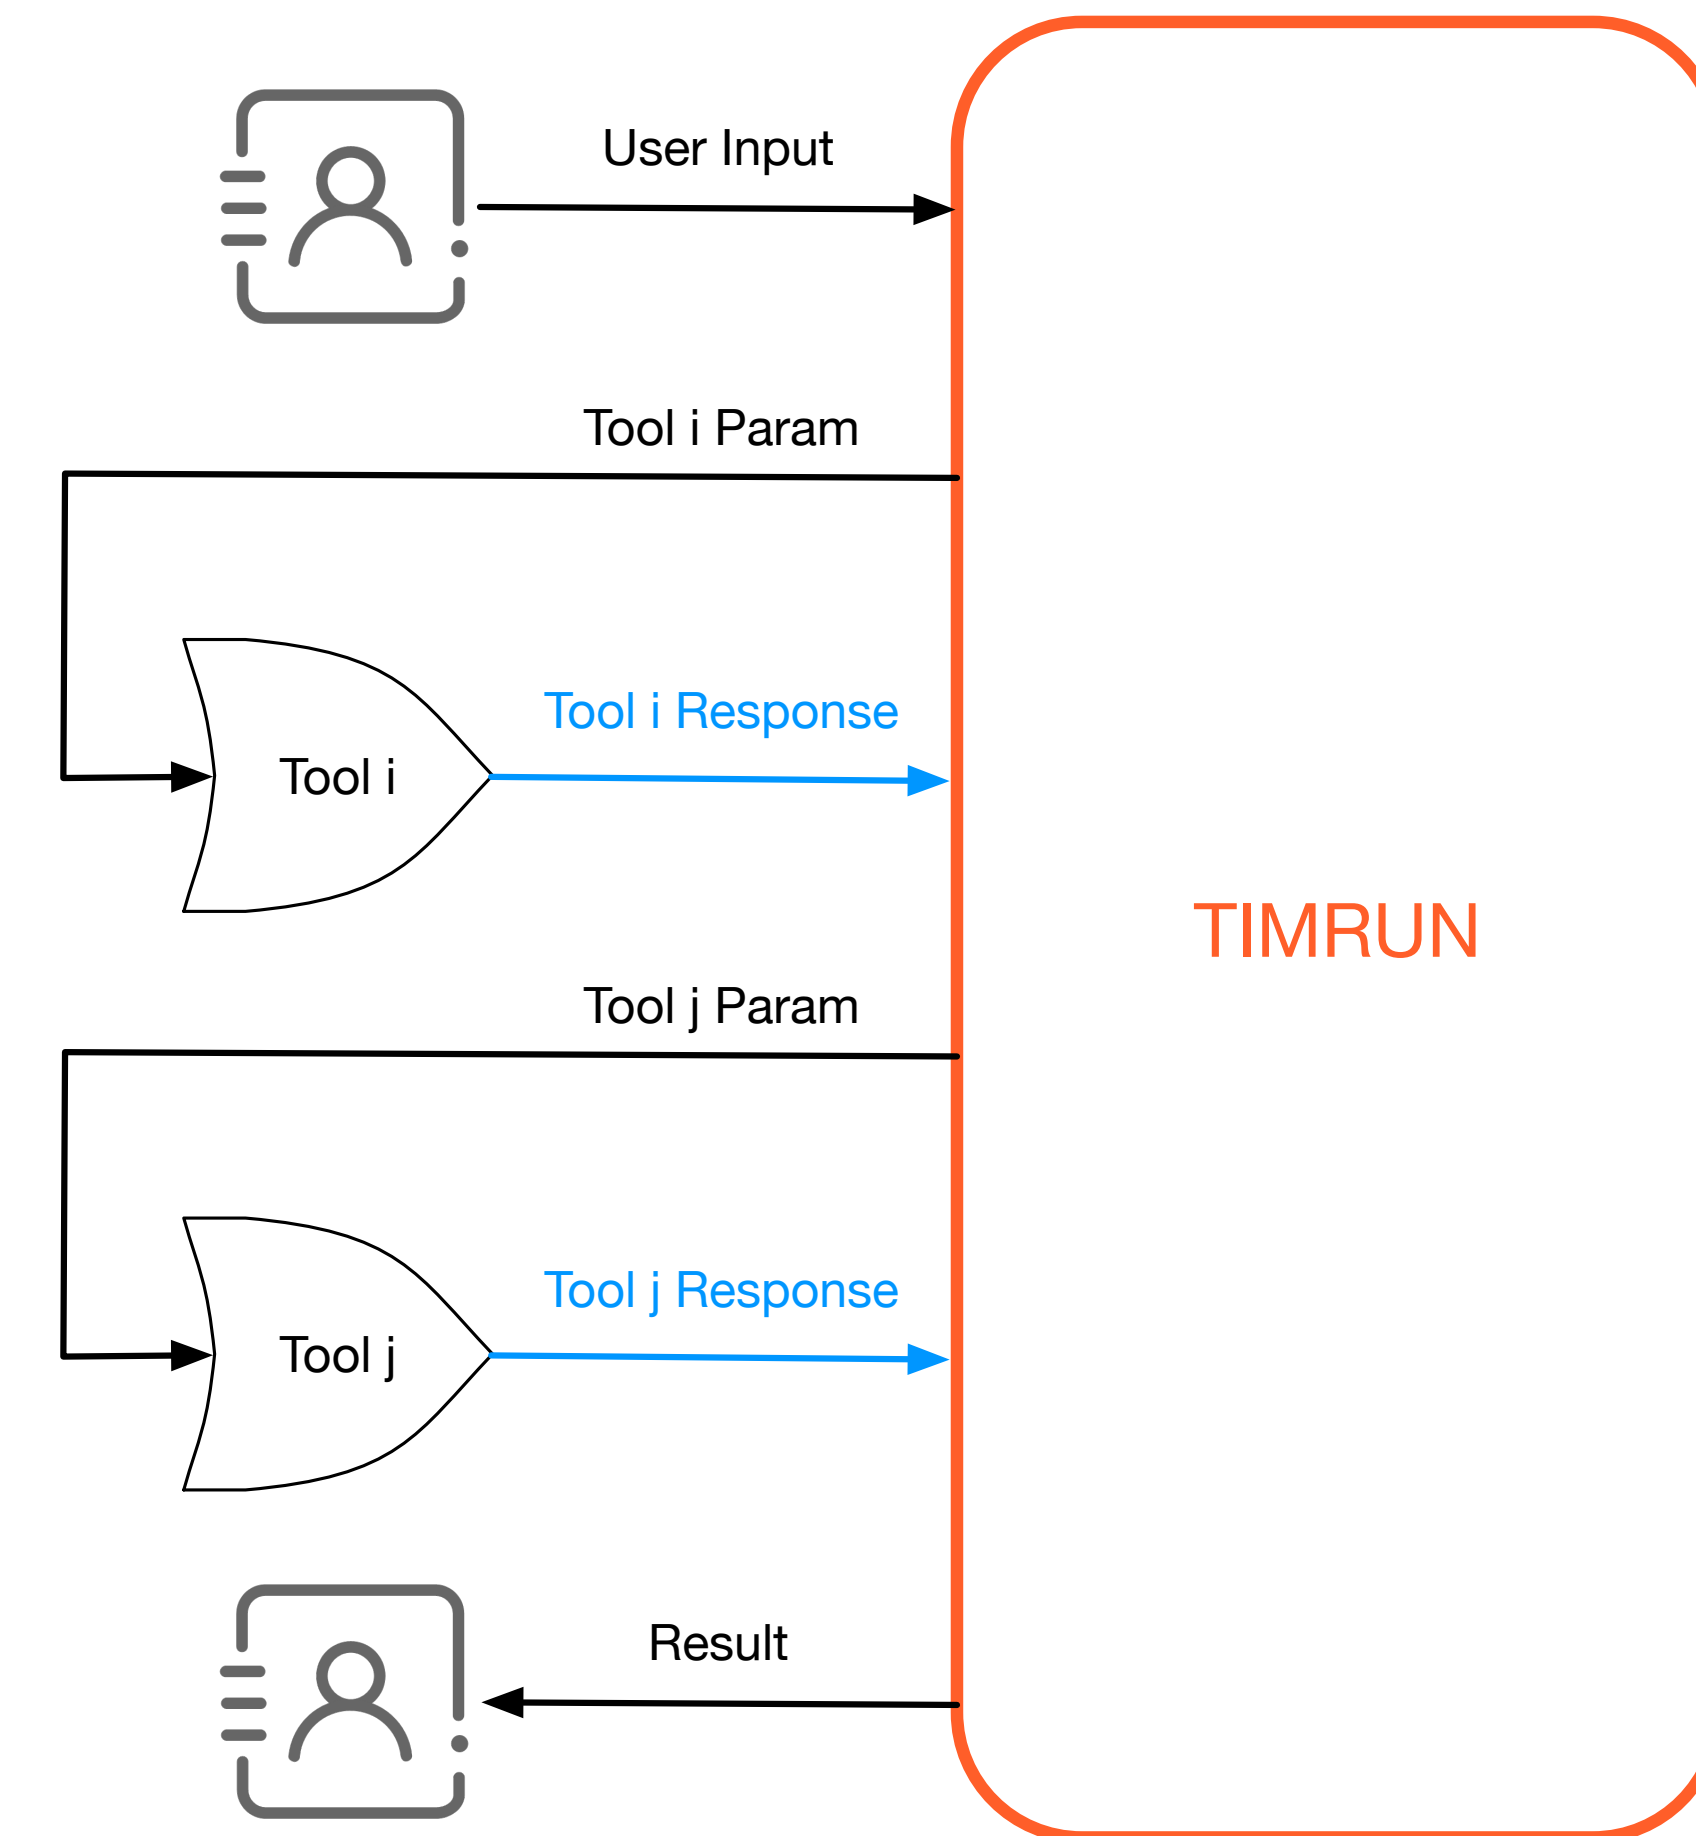 User Input
Tool i Param
Tool i Response
Tool i
TIMRUN
Tool j Param
Tool j Response
Tool j
Result